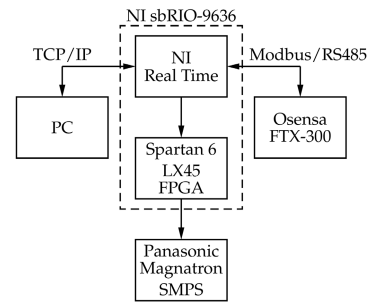 NI sbRIO-9636
TCP/IP
NI
Real Time
Modbus/RS485
PC
Osensa
FTX-300
Spartan 6
LX45
FPGA
Panasonic
Magnatron
SMPS